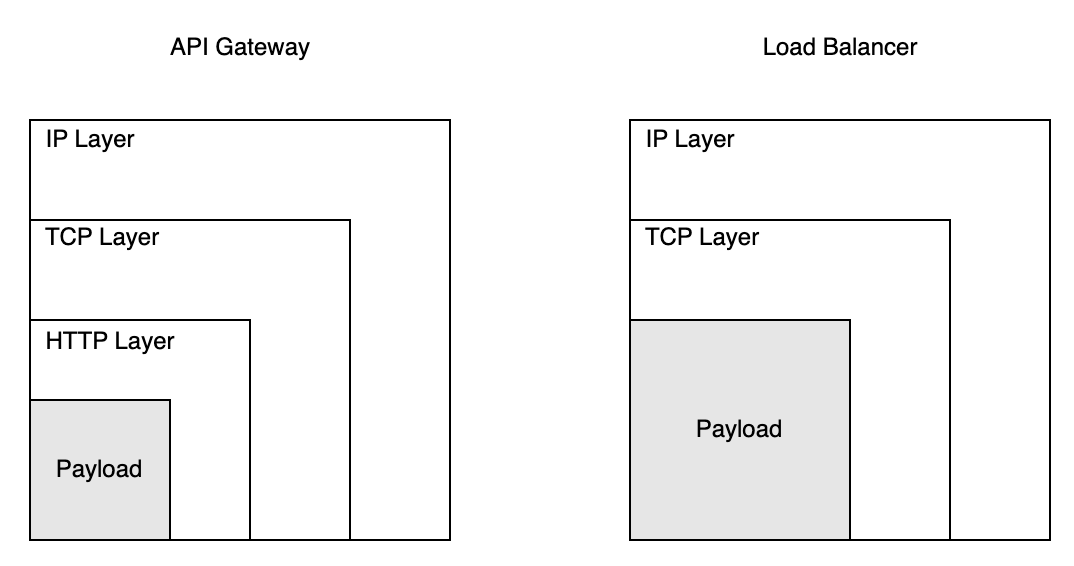 API Gateway
Load Balancer
IP Layer
TCP Layer
HTTP Layer
Payload
IP Layer
TCP Layer
Payload